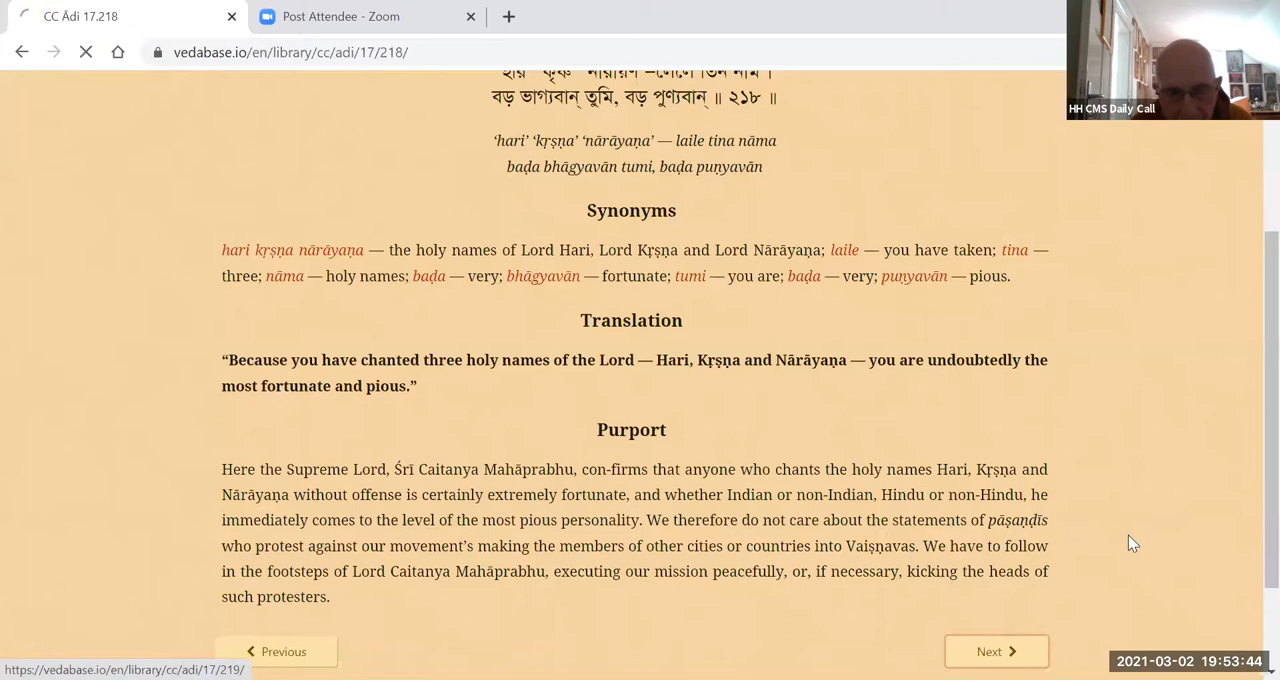 CC Ādi 17.218
Post Attendee - Zoom
vedabase.io/en/library/cc/adi/17/218/
HH CMS Daily Call
হরি’ ‘কৃষ্ণ’ ‘নারায়ণ’—লৈলে তিন নাম ।
বড় ভাগ্যবান্ তুমি, বড় পুণ্যবান্ ॥ ২১৮ ॥
‘hari’ ‘kṛṣṇa’ ‘nārāyaṇa’ — laile tina nāma
baḍa bhāgyavān tumi, baḍa puṇyavān
Synonyms
hari kṛṣṇa nārāyaṇa — the holy names of Lord Hari, Lord Kṛṣṇa and Lord Nārāyaṇa; laile — you have taken; tina —
three; nāma — holy names; baḍa — very; bhāgyavān — fortunate; tumi — you are; baḍa — very; puṇyavān — pious.
Translation
“Because you have chanted three holy names of the Lord — Hari, Kṛṣṇa and Nārāyaṇa — you are undoubtedly the
most fortunate and pious.”
Purport
Here the Supreme Lord, Śrī Caitanya Mahāprabhu, con-firms that anyone who chants the holy names Hari, Kṛṣṇa and
Nārāyaṇa without offense is certainly extremely fortunate, and whether Indian or non-Indian, Hindu or non-Hindu, he
immediately comes to the level of the most pious personality. We therefore do not care about the statements of pāṣaṇḍīs
who protest against our movement’s making the members of other cities or countries into Vaiṣṇavas. We have to follow
in the footsteps of Lord Caitanya Mahāprabhu, executing our mission peacefully, or, if necessary, kicking the heads of
such protesters.
Previous
Next
https://vedabase.io/en/library/cc/adi/17/219/
2021-03-02 19:53:44